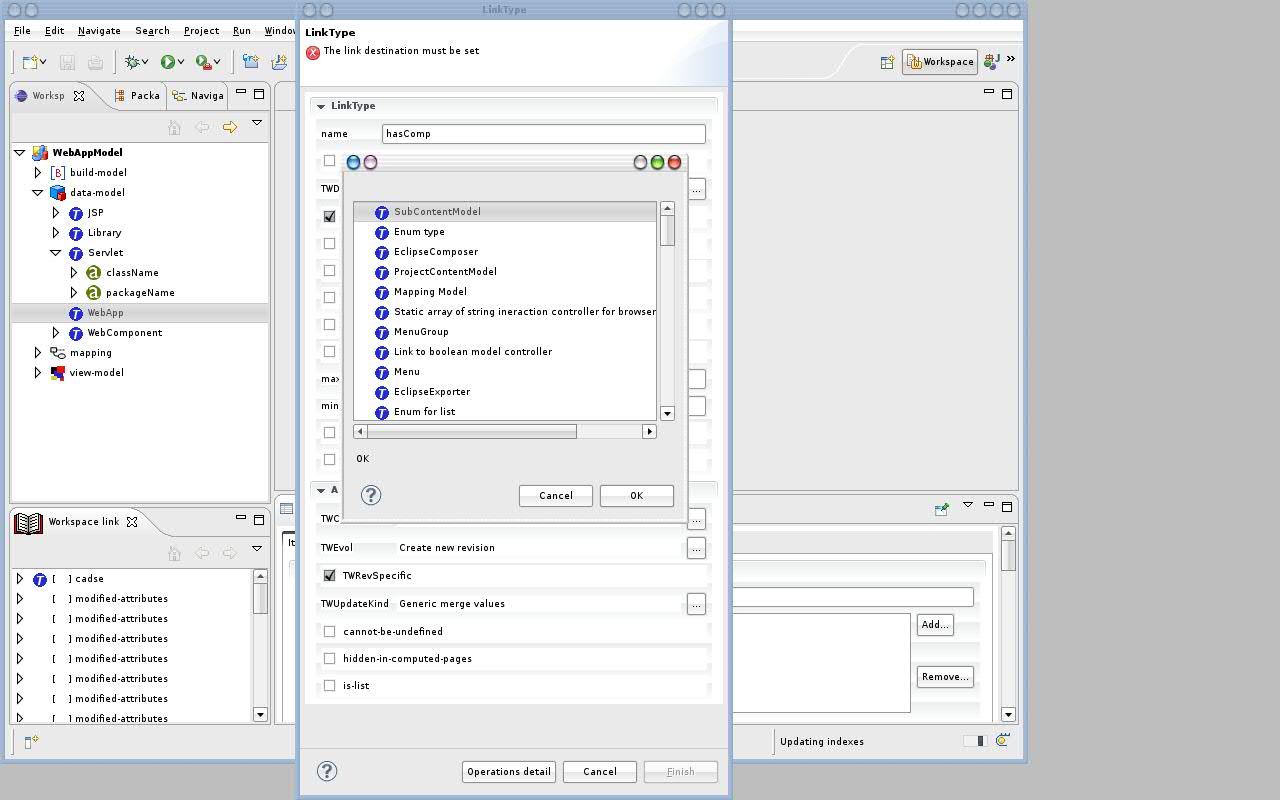 LinkType
File Edit Navigate Search Project Run Window
LinkType
The link destination must be set
Workspace
Worksp
Packa
Naviga
LinkType
name hasComp
WebAppModel
build-model
data-model
JSP
Library
Servlet
className
packageName
WebApp
WebComponent
mapping
view-model
TWD
...
SubContentModel
Enum type
EclipseComposer
ProjectContentModel
Mapping Model
Static array of string ineraction controller for browser
MenuGroup
Link to boolean model controller
Menu
EclipseExporter
Enum for list
max
min
OK
Cancel
OK
A
TWC
...
TWEvol Create new revision ...
TWRevSpecific
TWUpdateKind Generic merge values ...
cannot-be-undefined
hidden-in-computed-pages
is-list
Workspace link
[ ] cadse
[ ] modified-attributes
[ ] modified-attributes
[ ] modified-attributes
[ ] modified-attributes
[ ] modified-attributes
[ ] modified-attributes
[ ] modified-attributes
It
Add...
Remove...
Updating indexes
Operations detail
Cancel
Finish